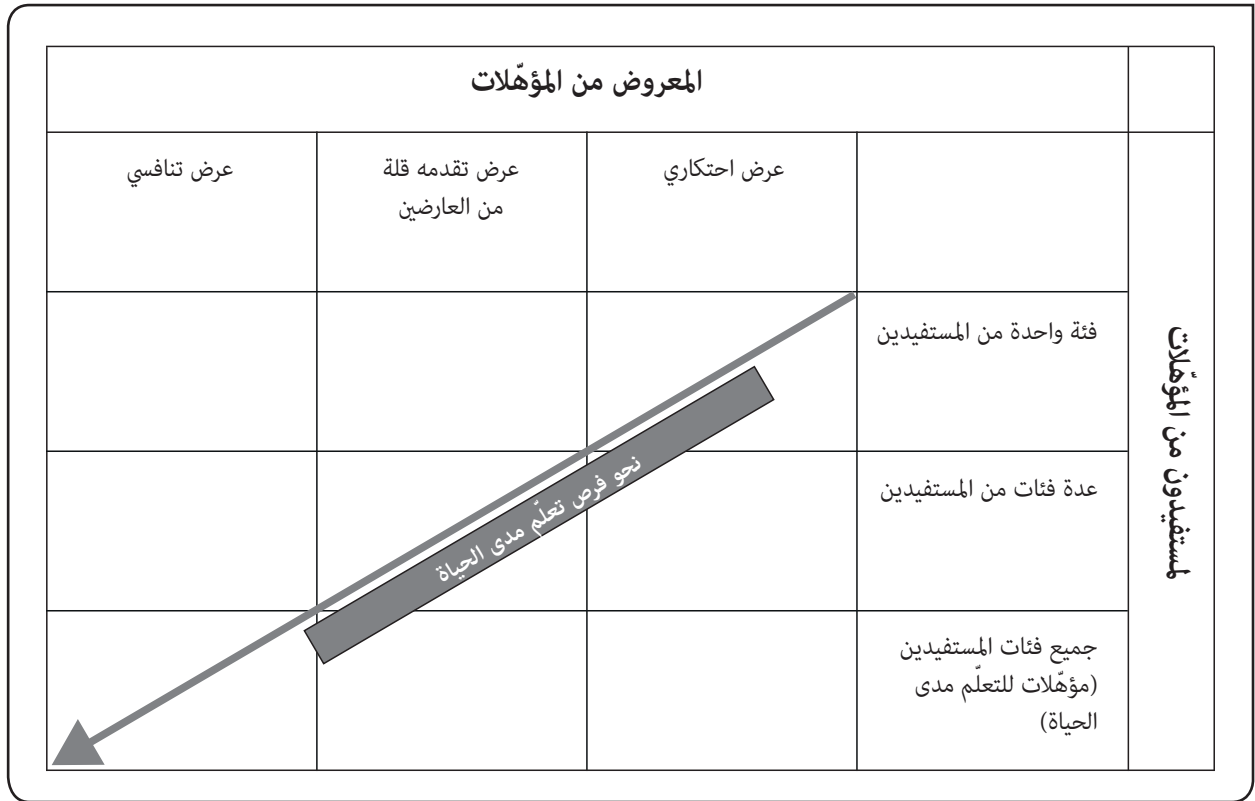 المعروض من المؤهّلات
عرض احتكاري
عرض تقدمه قلة
من العارضين
عرض تنافسي
لمستفيدون من المؤهّلات
فئة واحدة من المستفيدين
عدة فئات من المستفيدين
جميع فئات المستفيدين
(مؤهّلات للتعلّم مدى
الحياة)
نحو فرص تعلّم مدى الحياة